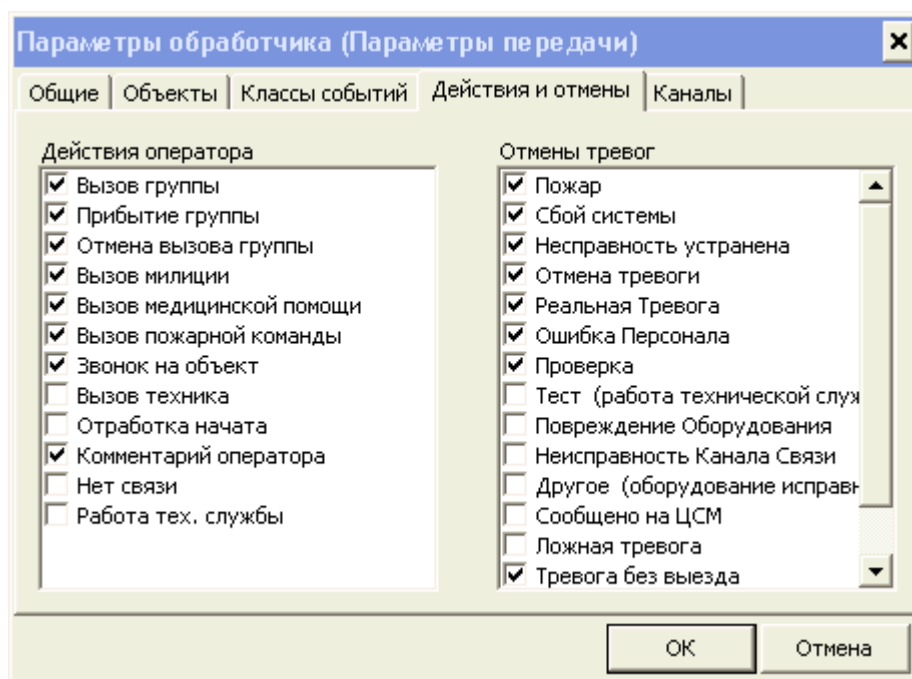 Параметры обработчика (Параметры передачи)
Общие Объекты Классы событий Действия и отмены Каналы
Действия оператора
Вызов группы
Прибытие группы
Отмена вызова группы
Вызов милиции
Вызов медицинской помощи
Вызов пожарной команды
Звонок на объект
Вызов техника
Отработка начата
Комментарий оператора
Нет связи
Работа тех. службы
Отмены тревог
Пожар
Сбой системы
Несправность устранена
Отмена тревоги
Реальная Тревога
Ошибка Персонала
Проверка
Тест (работа технической служ
Повреждение Оборудования
Неисправность Канала Связи
Другое (оборудование исправн
Сообщено на ЦСМ
Ложная тревога
Тревога без выезда
ОК Отмена